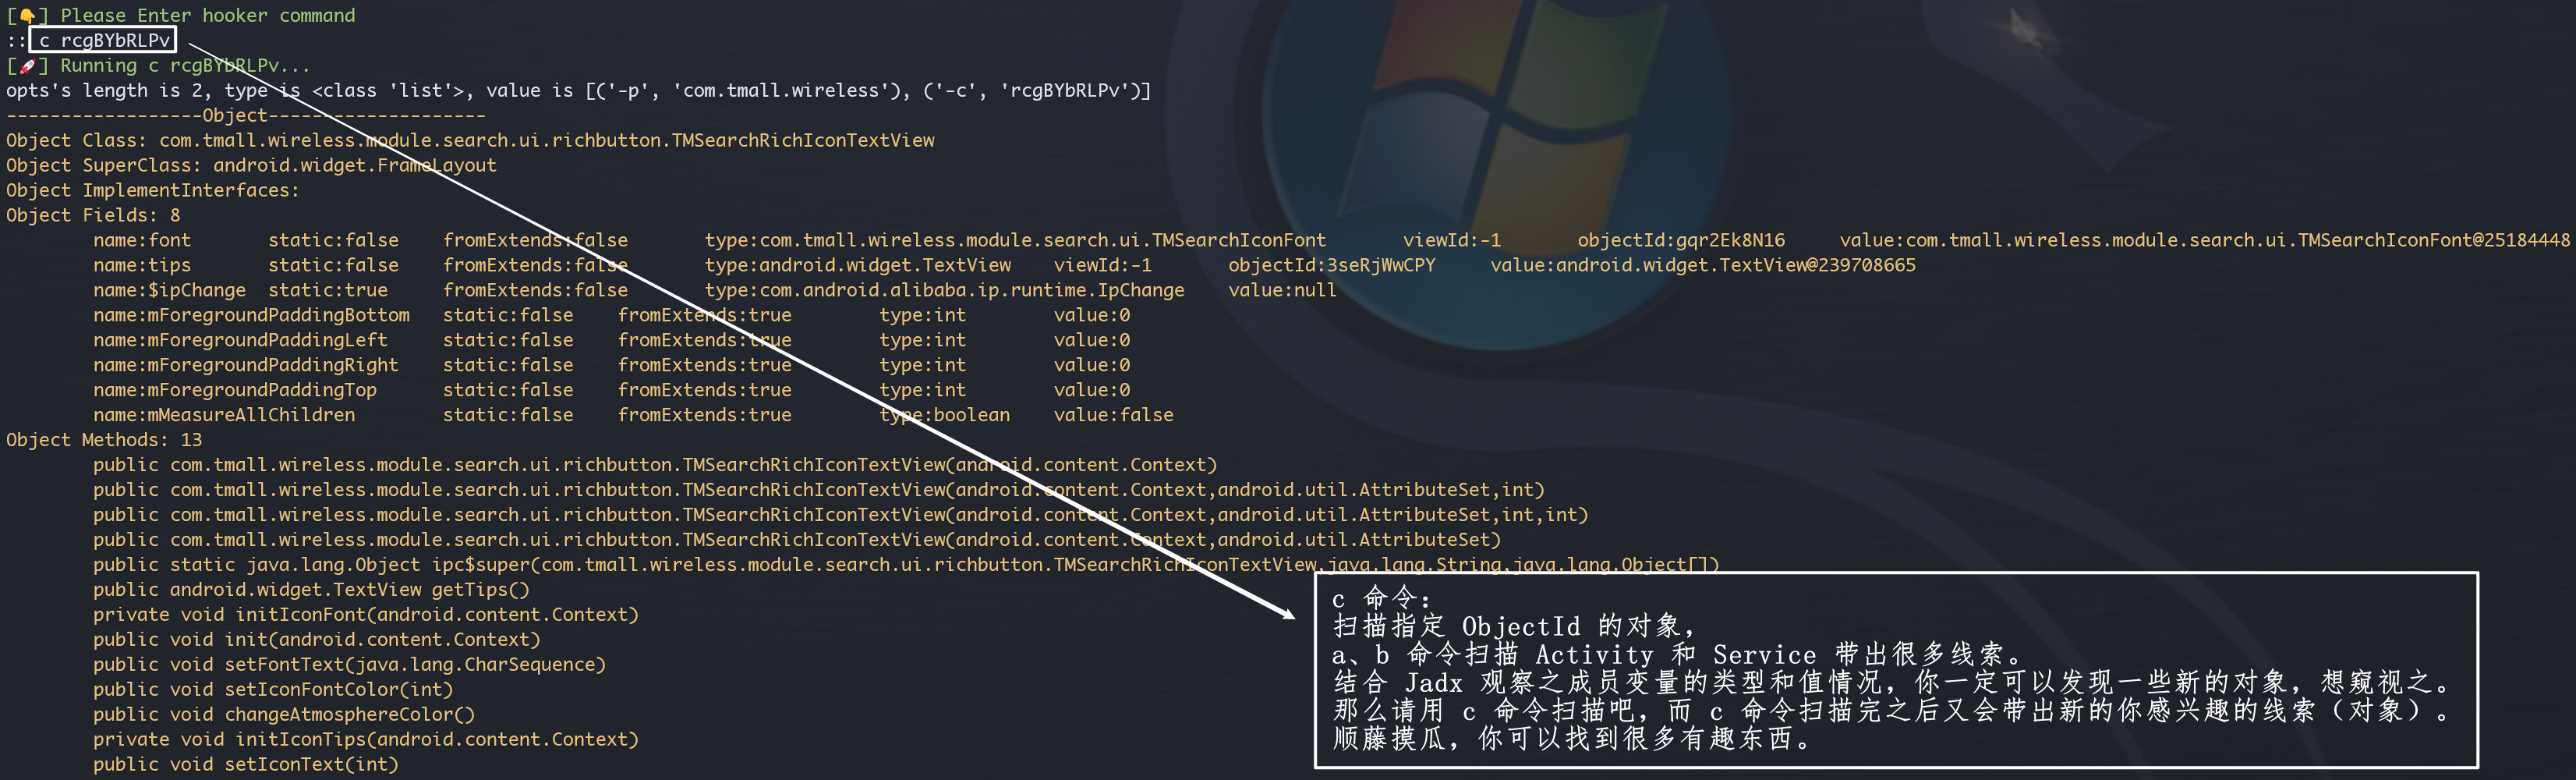 [👇] Please Enter hooker command
:: c rcgBYbRLPv
[🚀] Running c rcgBYbRLPv...
opts's length is 2, type is <class 'list'>, value is [('-p', 'com.tmall.wireless'), ('-c', 'rcgBYbRLPv')]
------------------Object--------------------
Object Class: com.tmall.wireless.module.search.ui.richbutton.TMSearchRichIconTextView
Object SuperClass: android.widget.FrameLayout
Object ImplementInterfaces:
Object Fields: 8
name:font static:false fromExtends:false type:com.tmall.wireless.module.search.ui.TMSearchIconFont viewId:-1 objectId:gqr2Ek8N16 value:com.tmall.wireless.module.search.ui.TMSearchIconFont@25184448
name:tips static:false fromExtends:false type:android.widget.TextView viewId:-1 objectId:3seRjWwCPY value:android.widget.TextView@239708665
name:$ipChange static:true fromExtends:false type:com.android.alibaba.ip.runtime.IpChange value:null
name:mForegroundPaddingBottom static:false fromExtends:true type:int value:0
name:mForegroundPaddingLeft static:false fromExtends:true type:int value:0
name:mForegroundPaddingRight static:false fromExtends:true type:int value:0
name:mForegroundPaddingTop static:false fromExtends:true type:int value:0
name:mMeasureAllChildren static:false fromExtends:true type:boolean value:false
Object Methods: 13
public com.tmall.wireless.module.search.ui.richbutton.TMSearchRichIconTextView(android.content.Context)
public com.tmall.wireless.module.search.ui.richbutton.TMSearchRichIconTextView(android.content.Context,android.util.AttributeSet,int)
public com.tmall.wireless.module.search.ui.richbutton.TMSearchRichIconTextView(android.content.Context,android.util.AttributeSet,int,int)
public com.tmall.wireless.module.search.ui.richbutton.TMSearchRichIconTextView(android.content.Context,android.util.AttributeSet)
public static java.lang.Object ipc$super(com.tmall.wireless.module.search.ui.richbutton.TMSearchRichIconTextView,java.lang.String,java.lang.Object[])
public android.widget.TextView getTips()
private void initIconFont(android.content.Context)
public void init(android.content.Context)
public void setFontText(java.lang.CharSequence)
public void setIconFontColor(int)
public void changeAtmosphereColor()
private void initIconTips(android.content.Context)
public void setIconText(int)
c 命令：
扫描指定 ObjectId 的对象，
a、b 命令扫描 Activity 和 Service 带出很多线索。
结合 Jadx 观察之成员变量的类型和值情况，你一定可以发现一些新的对象，想窥视之。
那么请用 c 命令扫描吧，而 c 命令扫描完之后又会带出新的你感兴趣的线索（对象）。
顺藤摸瓜，你可以找到很多有趣东西。